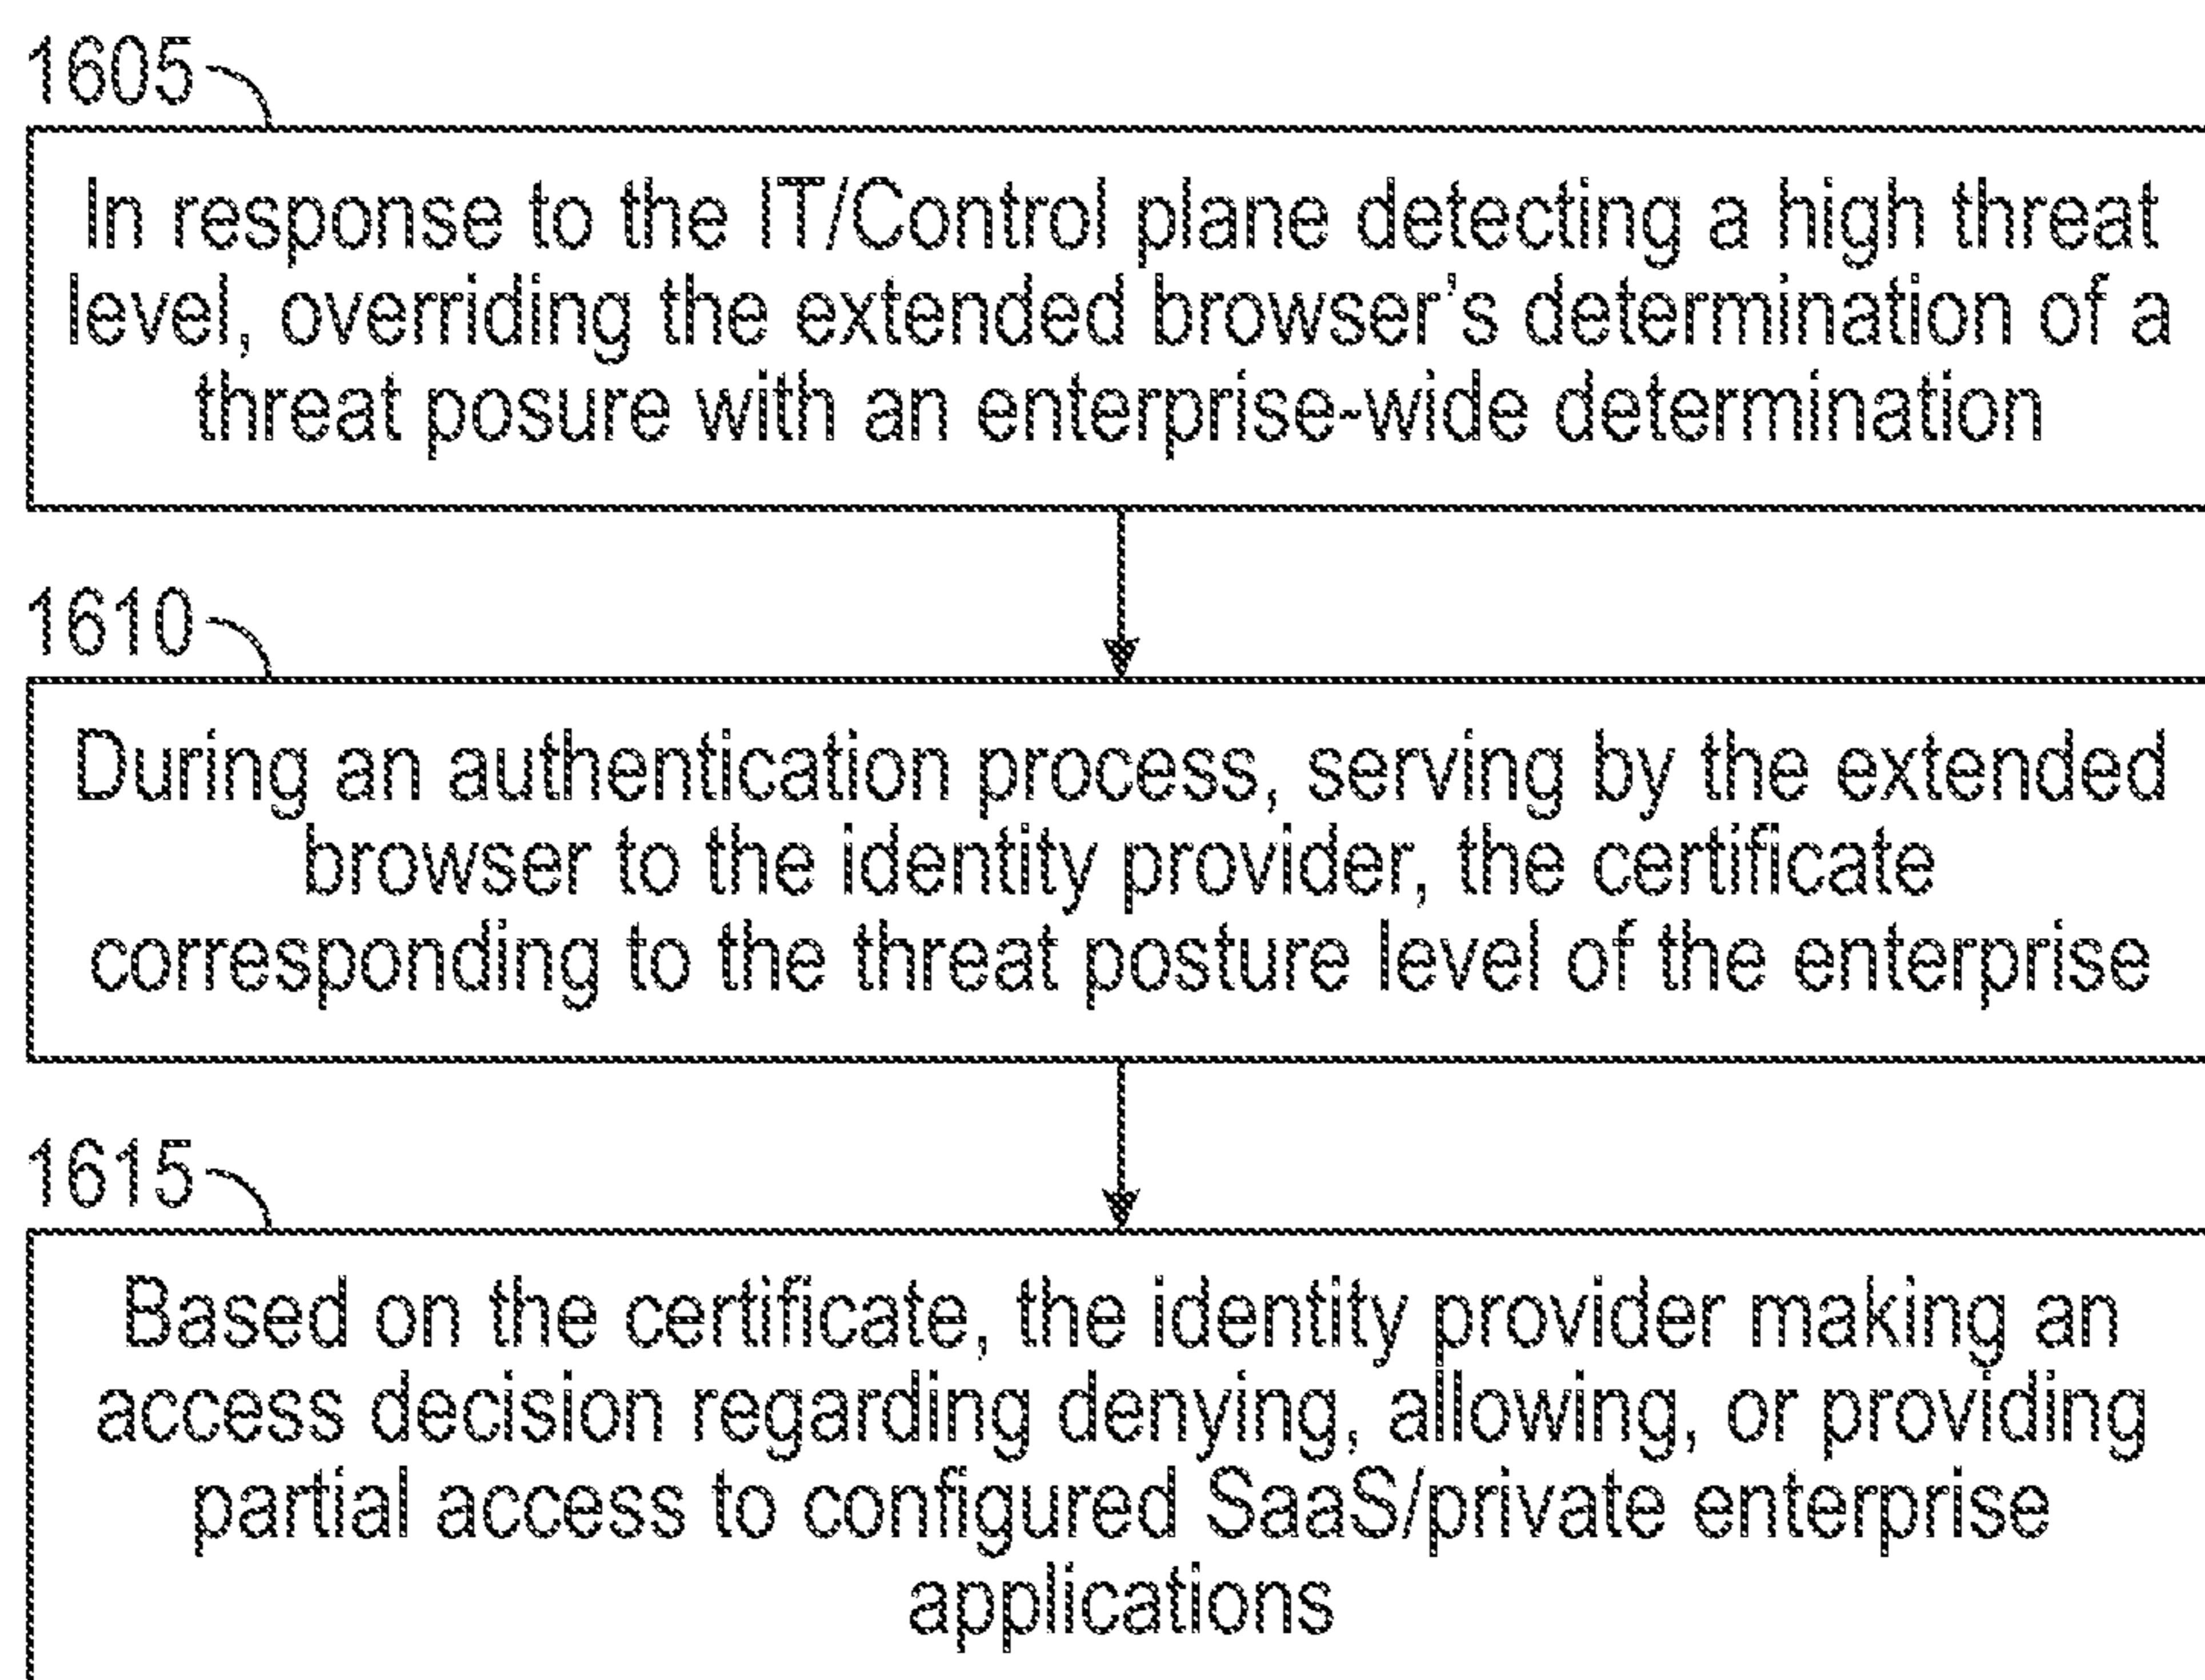 1605
In response to the IT/Control plane detecting a high threat
level, overriding the extended browser's determination of a
threat posure with an enterprise-wide determination
1610
During an authentication process, serving by the extended
browser to the identity provider, the certificate
corresponding to the threat posture level of the enterprise
1615
Based on the certificate, the identity provider making an
access decision regarding denying, allowing, or providing
partial access to configured SaaS/private enterprise
applications